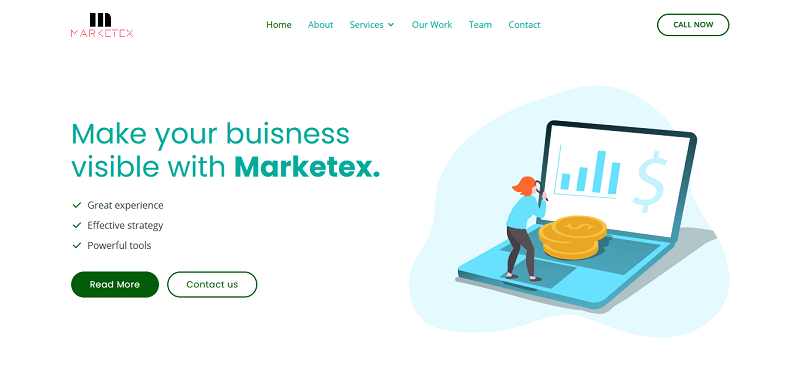 MARKETEX
Home About Services Our Work Team Contact
CALL NOW
Make your buisness
visible with Marketex.
Great experience
Effective strategy
Powerful tools
Read More Contact us
$
$